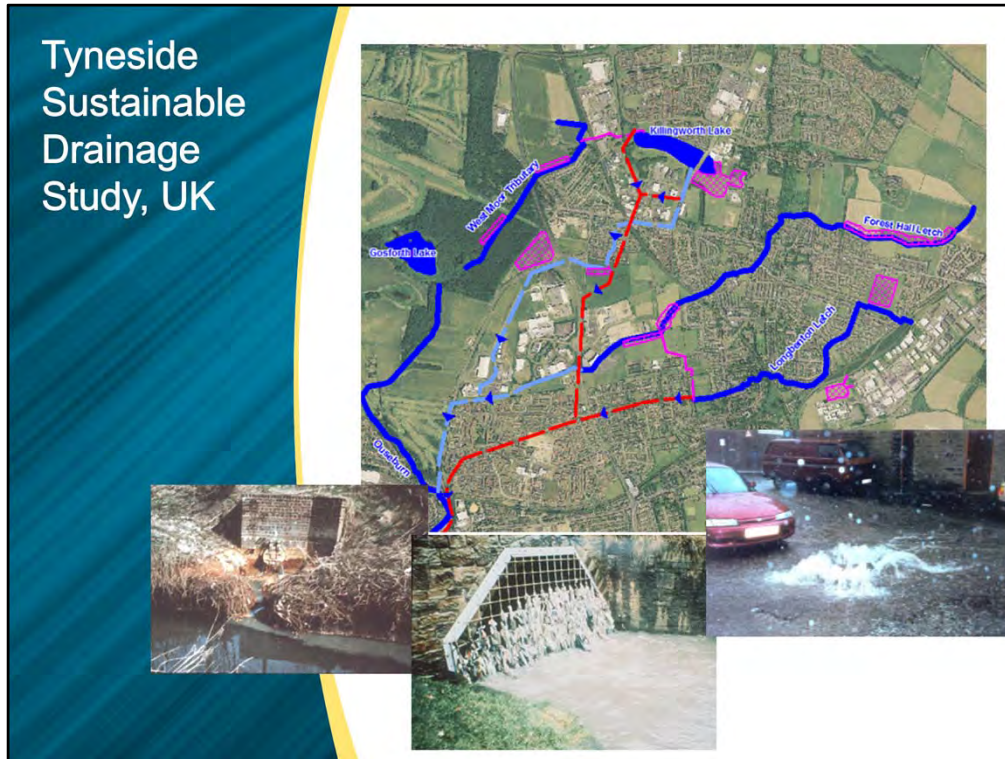 Tyneside
Sustainable
Drainage
Study, UK
Killingworth Lake
West Moor Tributary
Forest Hall Letch
Gosforth Lake
Longbenton Letch
Ouseburn